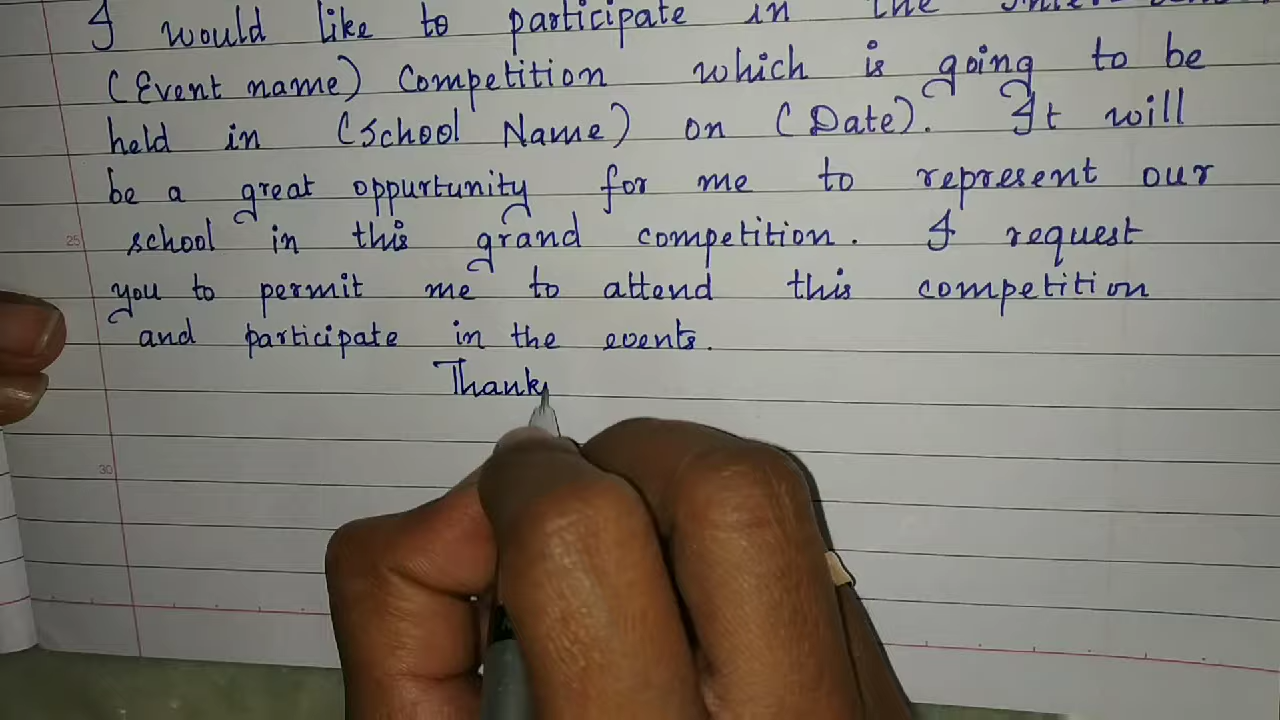 I would like to participate in the
(Event name) Competition which is going to be
held in (School Name) on (Date). It will
be a great oppurtunity for me to represent our
25 school in this grand competition. I request
you to permit me to attend this competition
and participate in the events.
Thank
30